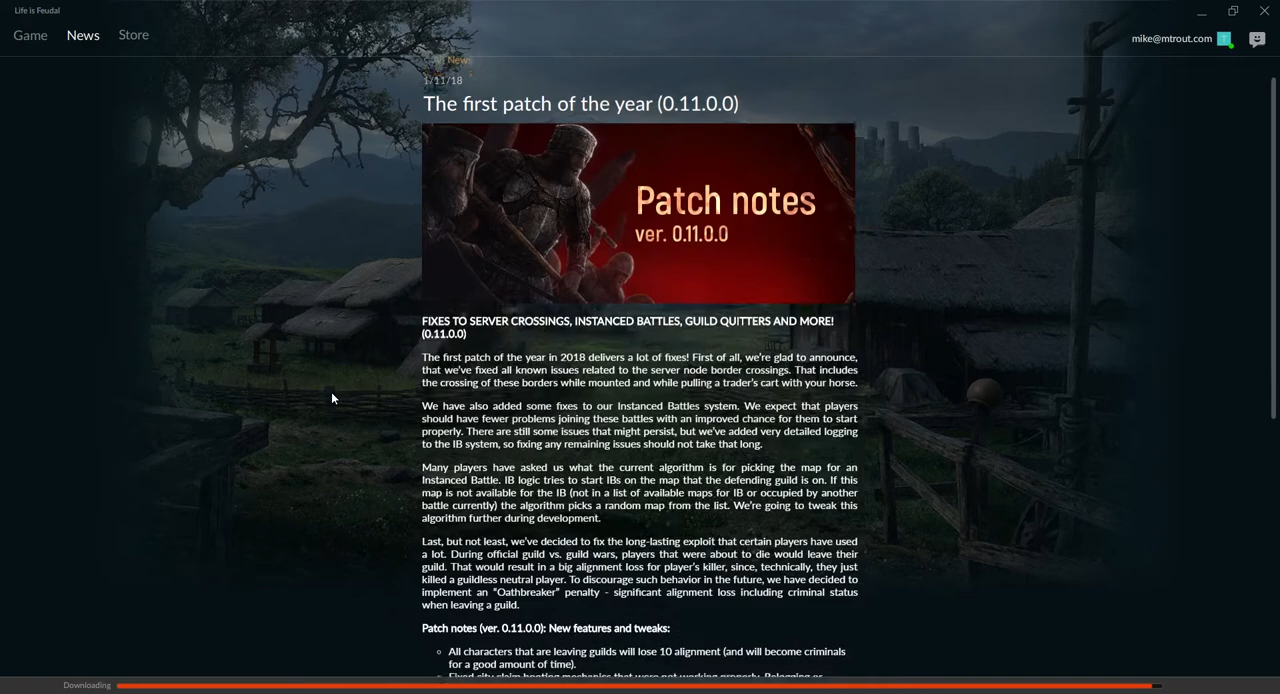 Life is Feudal
Game News Store
mike@mtrout.com
News
1/11/18
The first patch of the year (0.11.0.0)
Patch notes
ver. 0.11.0.0
FIXES TO SERVER CROSSINGS, INSTANCED BATTLES, GUILD QUITTERS AND MORE!
(0.11.0.0)
The first patch of the year in 2018 delivers a lot of fixes! First of all, we're glad to announce,
that we've fixed all known issues related to the server node border crossings. That includes
the crossing of these borders while mounted and while pulling a trader's cart with your horse.
We have also added some fixes to our Instanced Battles system. We expect that players
should have fewer problems joining these battles with an improved chance for them to start
properly. There are still some issues that might persist, but we've added very detailed logging
to the IB system, so fixing any remaining issues should not take that long.
Many players have asked us what the current algorithm is for picking the map for an
Instanced Battle. IB logic tries to start IBs on the map that the defending guild is on. If this
map is not available for the IB (not in a list of available maps for IB or occupied by another
battle currently) the algorithm picks a random map from the list. We're going to tweak this
algorithm further during development.
Last, but not least, we've decided to fix the long-lasting exploit that certain players have used
a lot. During official guild vs. guild wars, players that were about to die would leave their
guild. That would result in a big alignment loss for player's killer, since, technically, they just
killed a guildless neutral player. To discourage such behavior in the future, we have decided to
implement an "Oathbreaker" penalty - significant alignment loss including criminal status
when leaving a guild.
Patch notes (ver. 0.11.0.0): New features and tweaks:
All characters that are leaving guilds will lose 10 alignment (and will become criminals
for a good amount of time).
Fixed city claim heating mechanics that were not working properly. Relogging or
Downloading